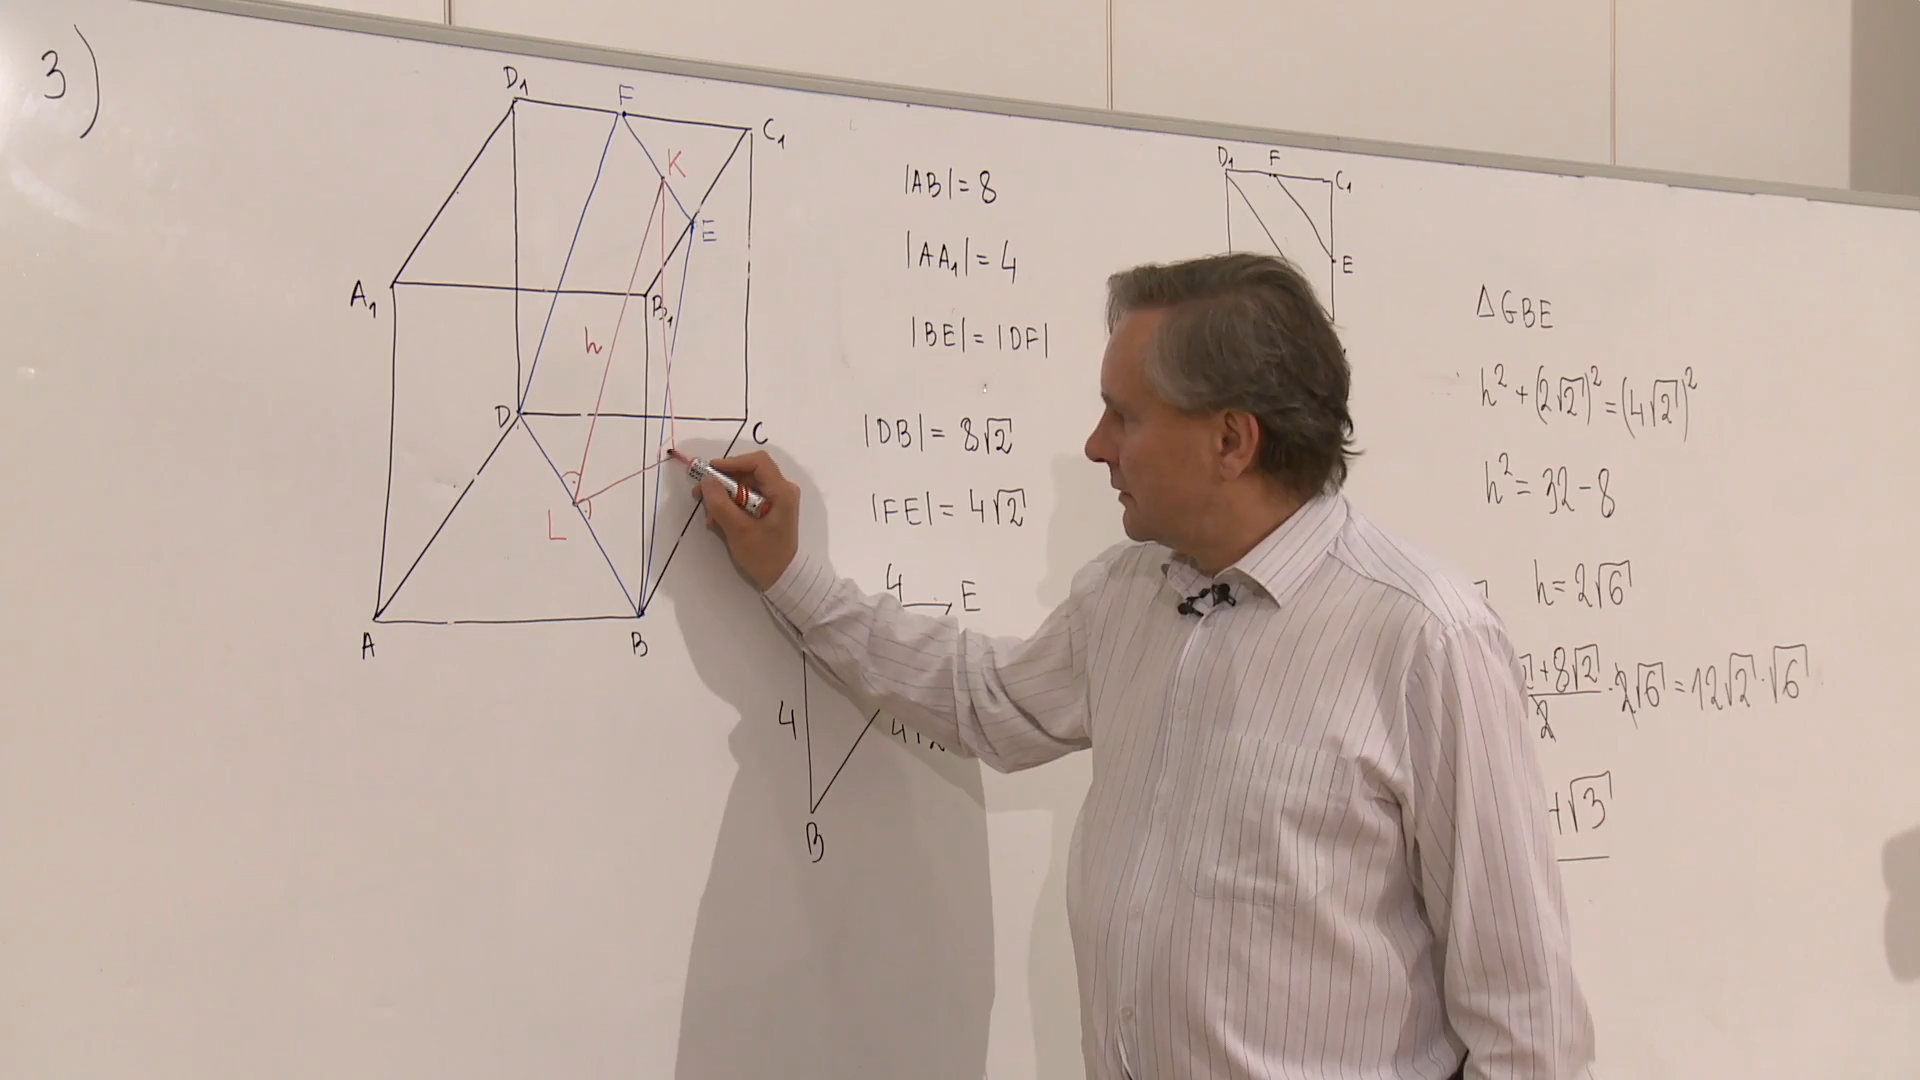 3)
D₁ F C₁
K
E
A₁ B₁
h
D C
L
A B
|AB| = 8
|AA₁| = 4
|BE| = |DF|
|DB| = 8√2
|FE| = 4√2
4 E
4
B
D₁ F C₁
E
△GBE
h² + (2√2)² = (4√2)²
h² = 32 - 8
h = 2√6
+ 8√2 / 2 · 2√6 = 12√2 · √6
√3